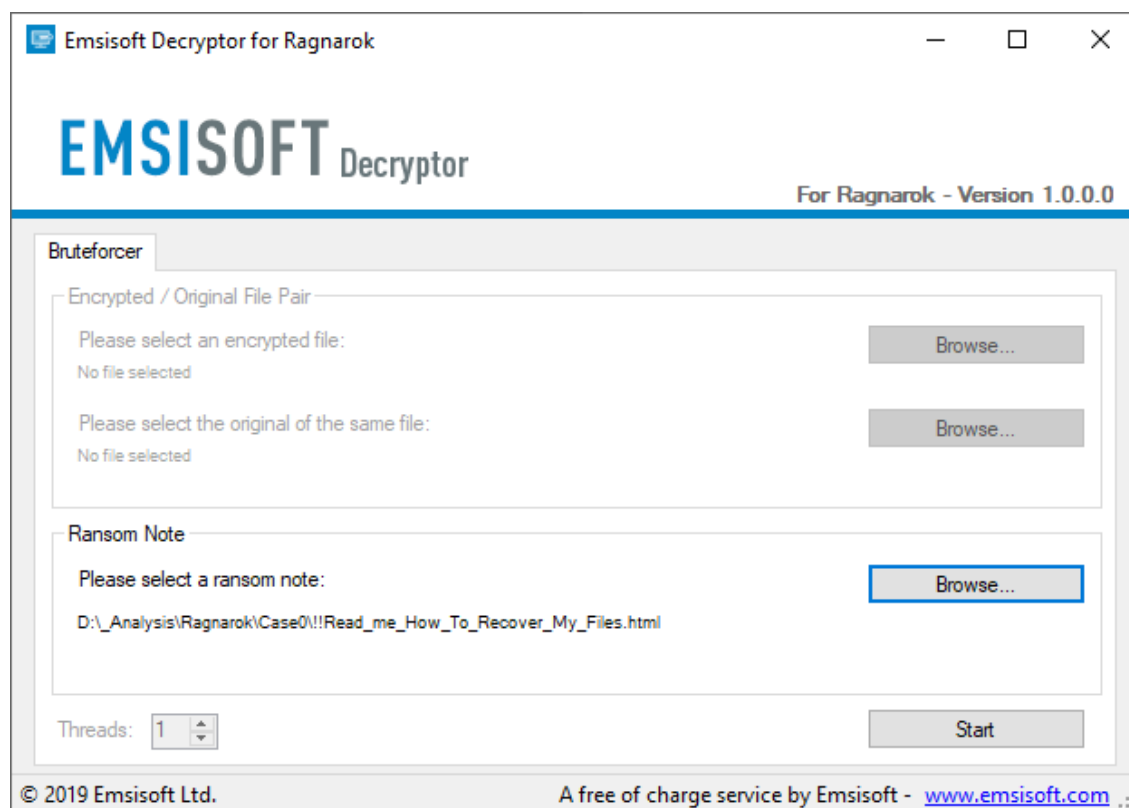 Emsisoft Decryptor for Ragnarok
EMSISOFT Decryptor
For Ragnarok - Version 1.0.0.0
Bruteforcer
Encrypted / Original File Pair
Please select an encrypted file:
Browse...
No file selected
Please select the original of the same file:
Browse...
No file selected
Ransom Note
Please select a ransom note:
Browse...
D:\_Analysis\Ragnarok\Case0\!!Read_me_How_To_Recover_My_Files.html
Threads: 1
Start
© 2019 Emsisoft Ltd.
A free of charge service by Emsisoft - www.emsisoft.com